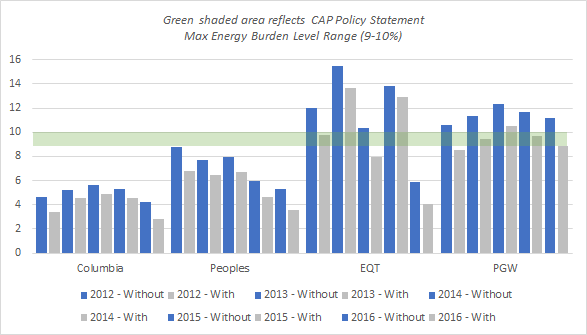 Green shaded area reflects CAP Policy Statement
Max Energy Burden Level Range (9-10%)
16
14
12
10
8
6
4
2
0
Columbia Peoples EQT PGW
2012 - Without 2012 - With 2013 - Without 2013 - With 2014 - Without
2014 - With 2015 - Without 2015 - With 2016 - Without 2016 - With